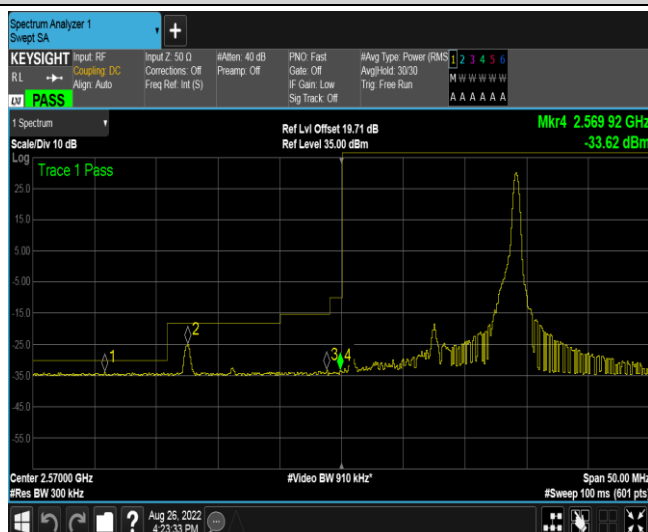 Spectrum Analyzer 1
Swept SA
+
KEYSIGHT
RL
LXI PASS
Input: RF
Coupling: DC
Align: Auto
Input Z: 50 Ω
Corrections: Off
Freq Ref: Int (S)
#Atten: 40 dB
Preamp: Off
PNO: Fast
Gate: Off
IF Gain: Low
Sig Track: Off
#Avg Type: Power (RMS
Avg|Hold: 30/30
Trig: Free Run
1 2 3 4 5 6
M W W W W W
A A A A A A
1 Spectrum
Scale/Div 10 dB
Ref Lvl Offset 19.71 dB
Ref Level 35.00 dBm
Mkr4 2.569 92 GHz
-33.62 dBm
Log
Trace 1 Pass
25.0
15.0
5.00
-5.00
-15.0
-25.0
-35.0
-45.0
-55.0
1
2
3
4
Center 2.57000 GHz
#Res BW 300 kHz
#Video BW 910 kHz*
Span 50.00 MHz
#Sweep 100 ms (601 pts)
?
Aug 26, 2022
4:23:33 PM